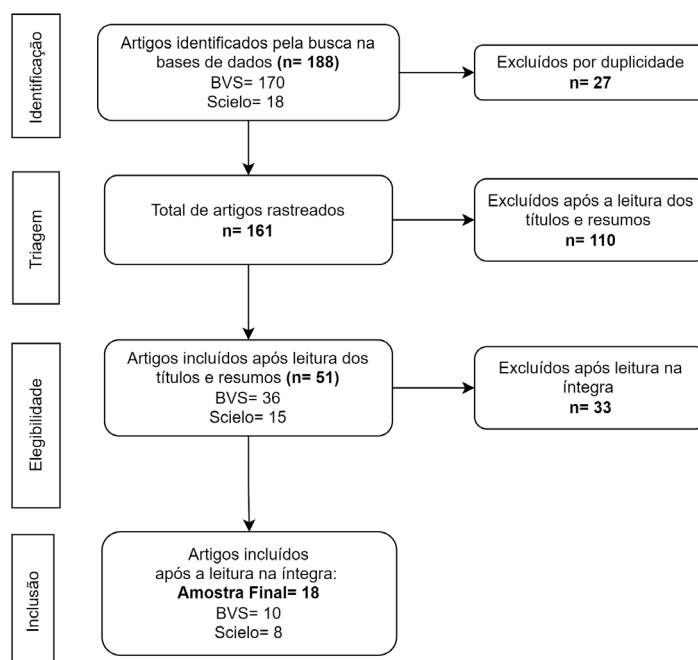 Identificação
Artigos identificados pela busca na
bases de dados (n= 188)
BVS= 170
Scielo= 18
Excluídos por duplicidade
n= 27
Triagem
Total de artigos rastreados
n= 161
Excluídos após a leitura dos
títulos e resumos
n= 110
Elegibilidade
Artigos incluídos após leitura dos
títulos e resumos (n= 51)
BVS= 36
Scielo= 15
Excluídos após leitura na
íntegra
n= 33
Inclusão
Artigos incluídos
após a leitura na íntegra:
Amostra Final= 18
BVS= 10
Scielo= 8